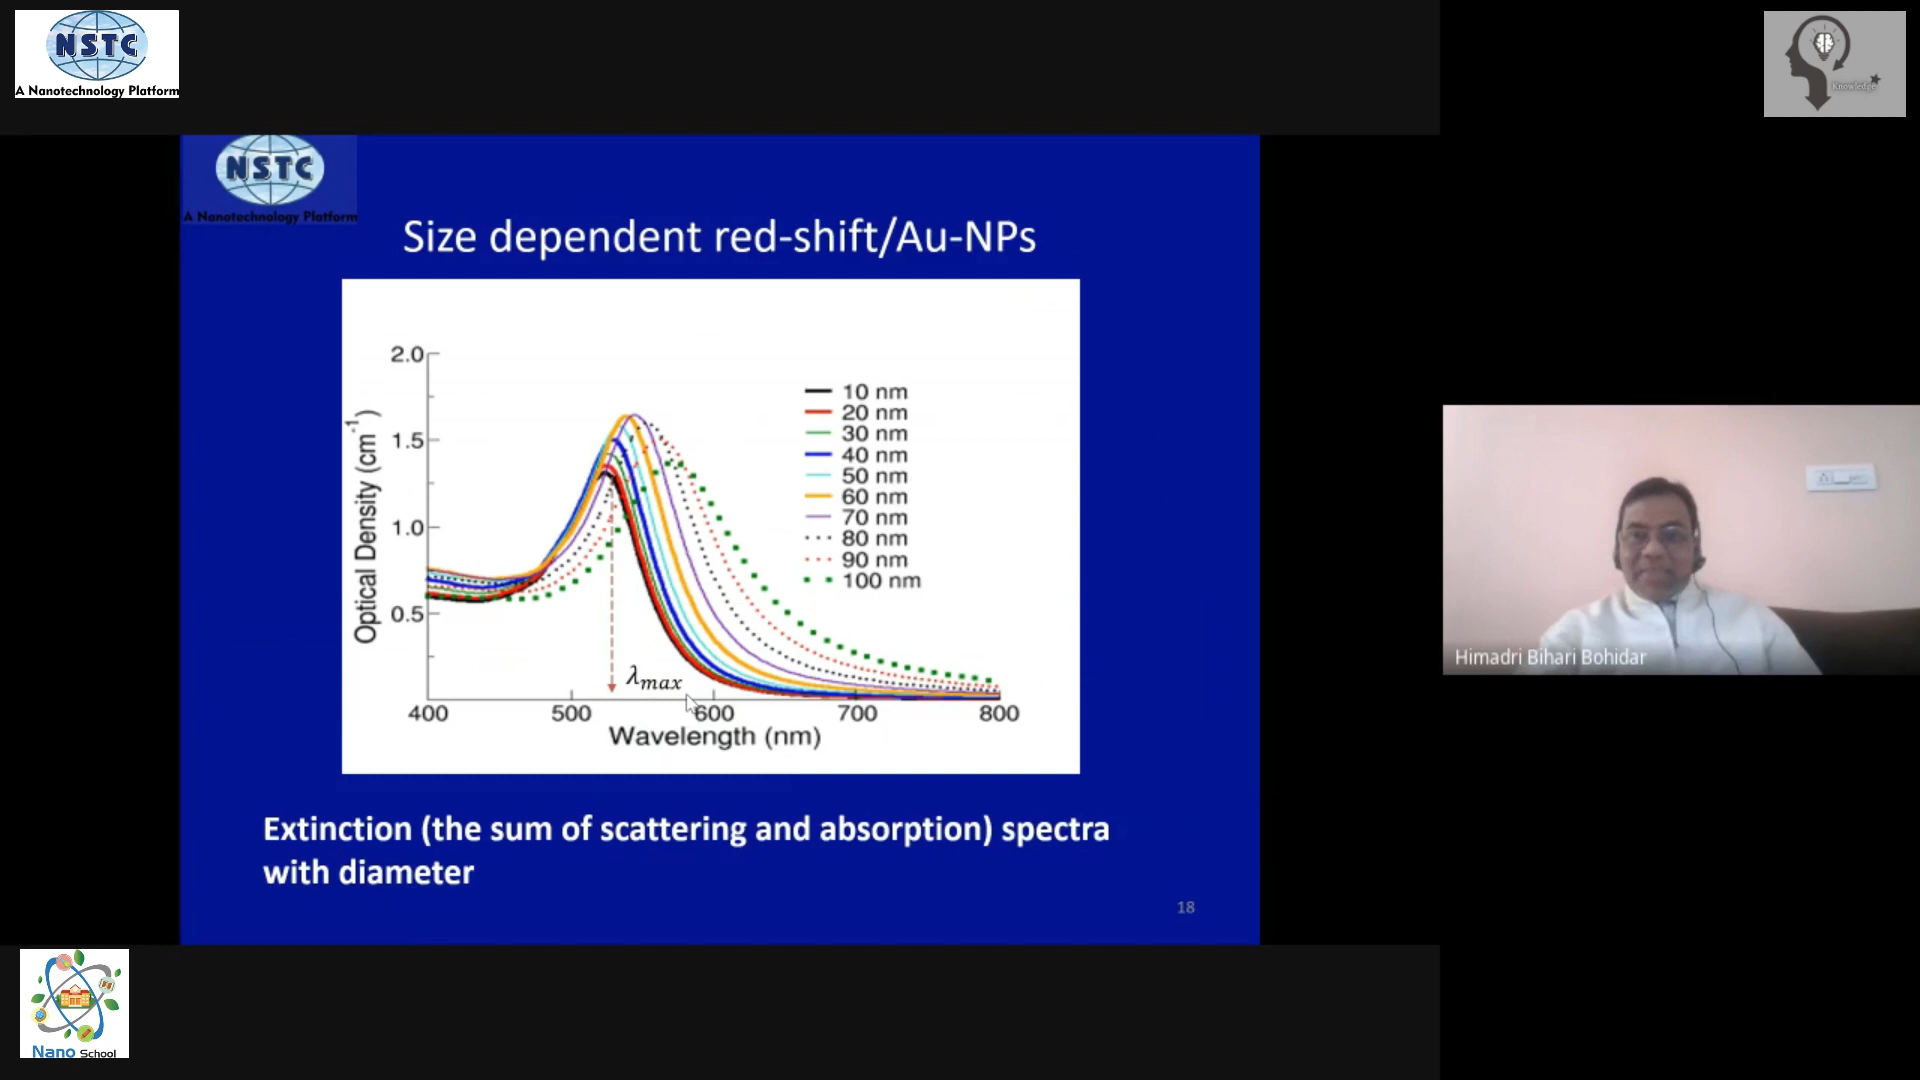 NSTC
A Nanotechnology Platform
Knowledge
NSTC
A Nanotechnology Platform
Size dependent red-shift/Au-NPs
2.0
1.5
1.0
0.5
Optical Density (cm-1)
10 nm
20 nm
30 nm
40 nm
50 nm
60 nm
70 nm
80 nm
90 nm
100 nm
λmax
400 500 600 700 800
Wavelength (nm)
Extinction (the sum of scattering and absorption) spectra
with diameter
18
Himadri Bihari Bohidar
Nano School